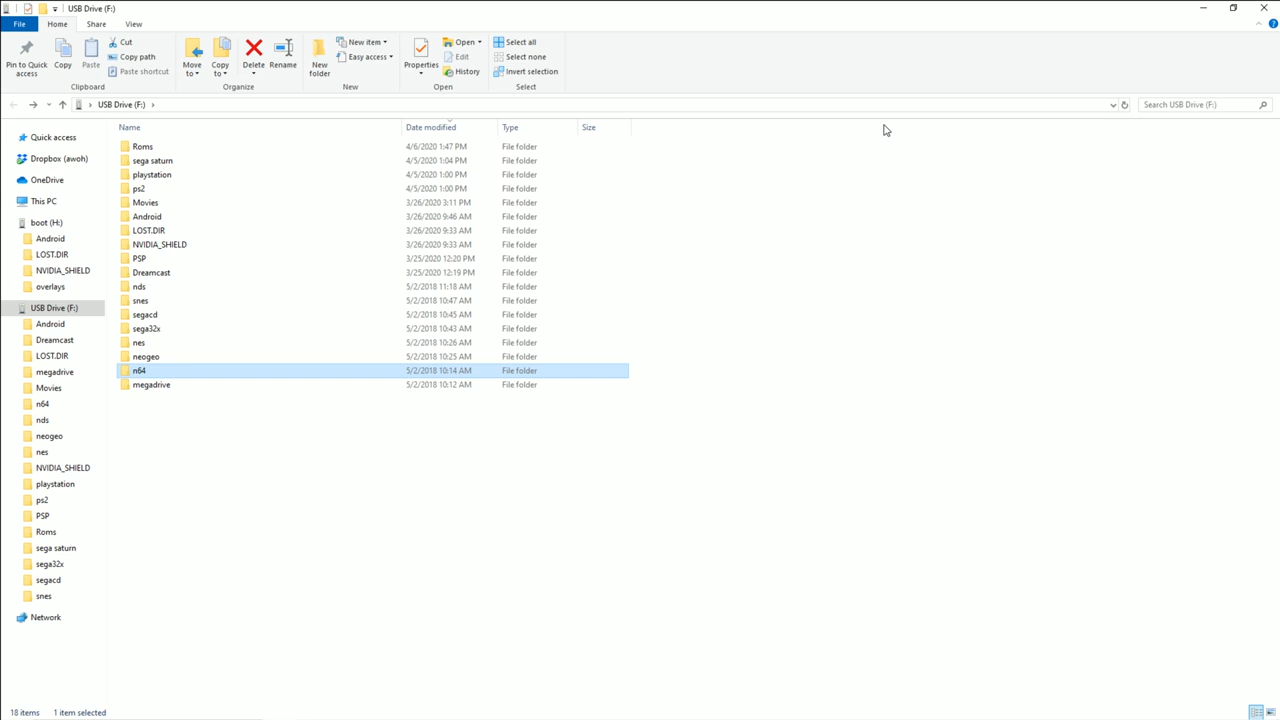 USB Drive (F:)
File Home Share View
Pin to Quick access
Copy
Paste
Cut
Copy path
Paste shortcut
Clipboard
Move to
Copy to
Delete
Rename
Organize
New folder
New item
Easy access
New
Properties
Open
Edit
History
Open
Select all
Select none
Invert selection
Select
USB Drive (F:)
Search USB Drive (F:)
Name Date modified Type Size
Roms 4/6/2020 1:47 PM File folder
sega saturn 4/5/2020 1:04 PM File folder
playstation 4/5/2020 1:00 PM File folder
ps2 4/5/2020 1:00 PM File folder
Movies 3/26/2020 3:11 PM File folder
Android 3/26/2020 9:46 AM File folder
LOST.DIR 3/26/2020 9:33 AM File folder
NVIDIA_SHIELD 3/26/2020 9:33 AM File folder
PSP 3/25/2020 12:20 PM File folder
Dreamcast 3/25/2020 12:19 PM File folder
nds 5/2/2018 11:18 AM File folder
snes 5/2/2018 10:47 AM File folder
segacd 5/2/2018 10:45 AM File folder
sega32x 5/2/2018 10:43 AM File folder
nes 5/2/2018 10:26 AM File folder
neogeo 5/2/2018 10:25 AM File folder
n64 5/2/2018 10:14 AM File folder
megadrive 5/2/2018 10:12 AM File folder
Quick access
Dropbox (awoh)
OneDrive
This PC
boot (H:)
Android
LOST.DIR
NVIDIA_SHIELD
overlays
USB Drive (F:)
Android
Dreamcast
LOST.DIR
megadrive
Movies
n64
nds
neogeo
nes
NVIDIA_SHIELD
playstation
ps2
PSP
Roms
sega saturn
sega32x
segacd
snes
Network
18 items 1 item selected